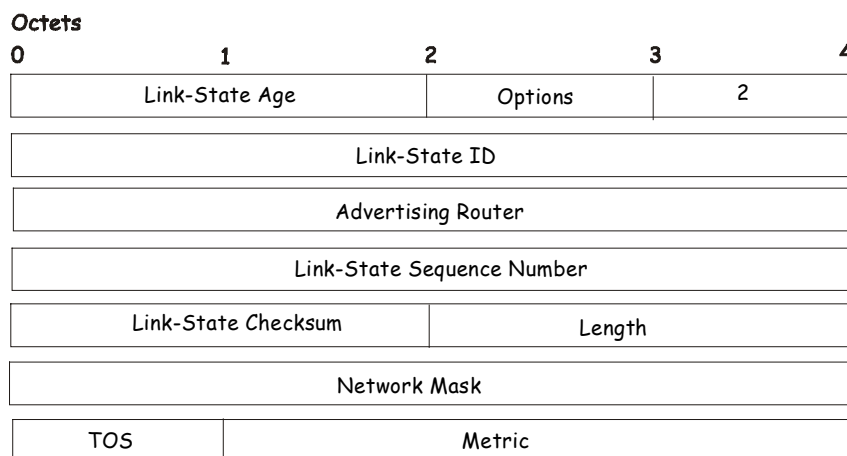 Octets
0 1 2 3 4
Link-State Age Options 2
Link-State ID
Advertising Router
Link-State Sequence Number
Link-State Checksum Length
Network Mask
TOS Metric